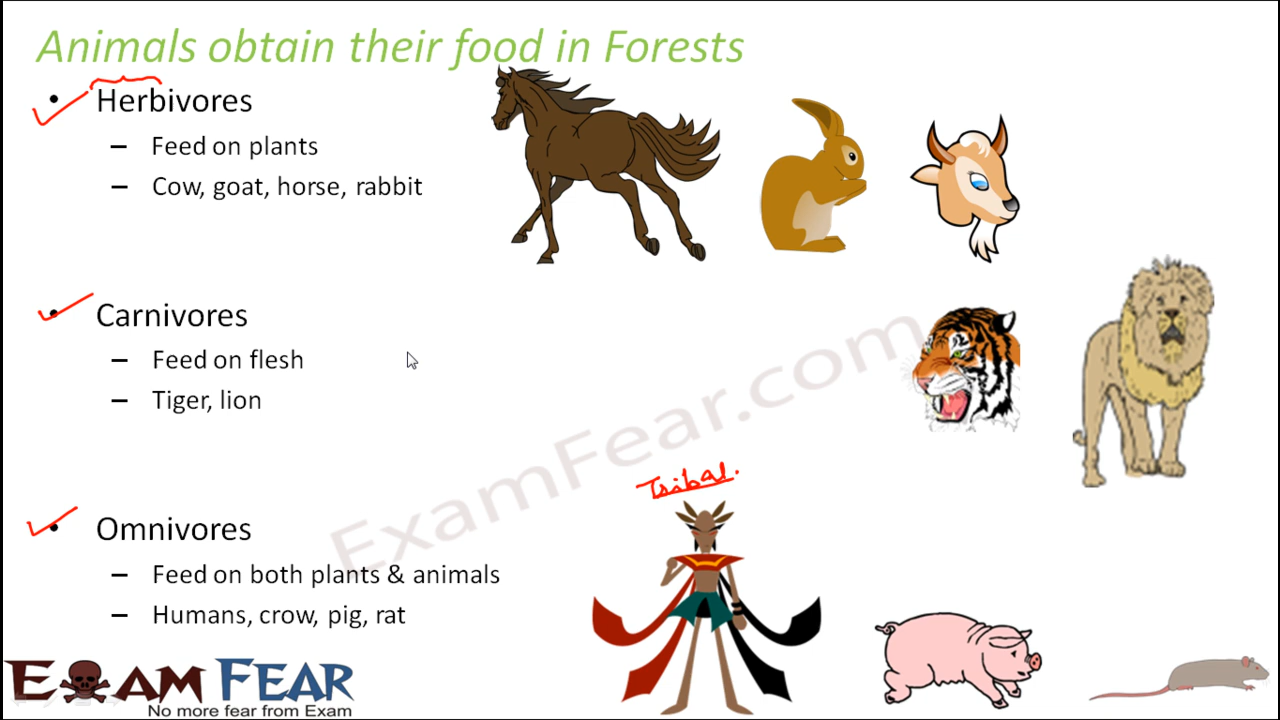 Animals obtain their food in Forests
• Herbivores
– Feed on plants
– Cow, goat, horse, rabbit
• Carnivores
– Feed on flesh
– Tiger, lion
ExamFear.com
Tribal.
• Omnivores
– Feed on both plants & animals
– Humans, crow, pig, rat
EXAM FEAR
No more fear from Exam